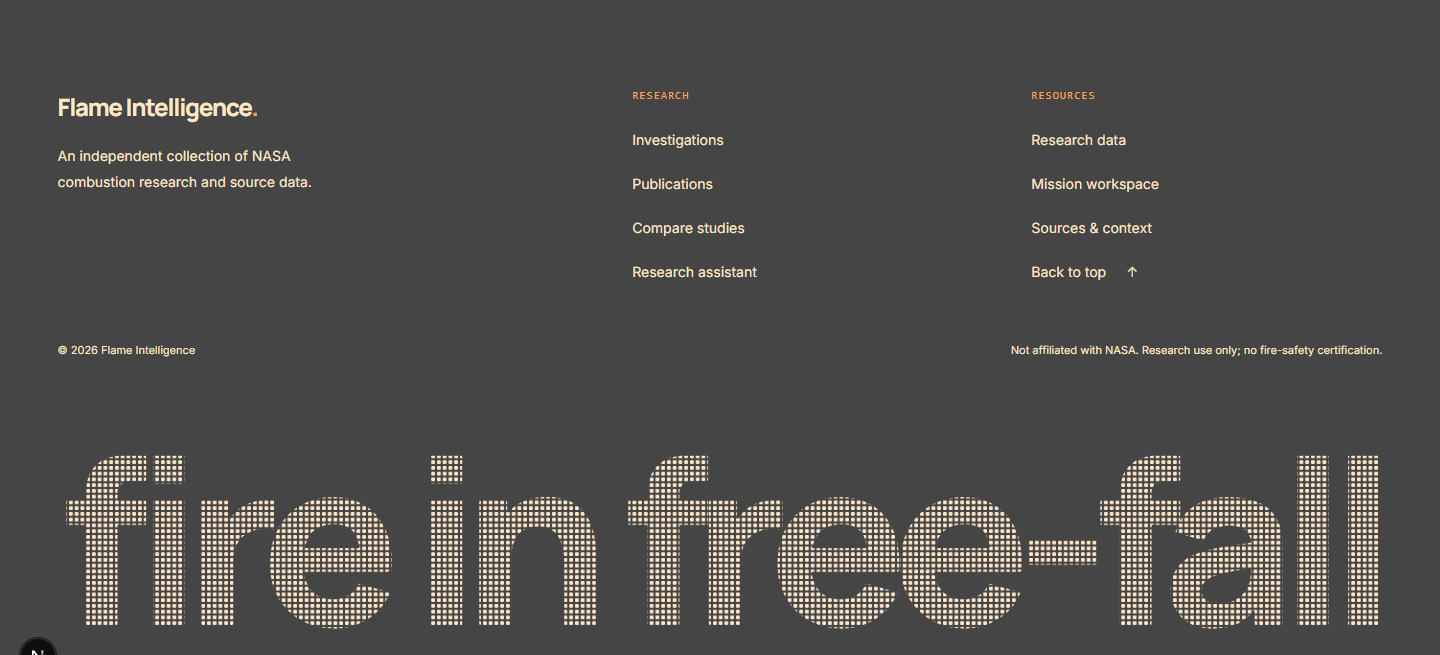 Flame Intelligence.
An independent collection of NASA
combustion research and source data.
RESEARCH
Investigations
Publications
Compare studies
Research assistant
RESOURCES
Research data
Mission workspace
Sources & context
Back to top ↑
© 2026 Flame Intelligence
Not affiliated with NASA. Research use only; no fire-safety certification.
fire in free-fall